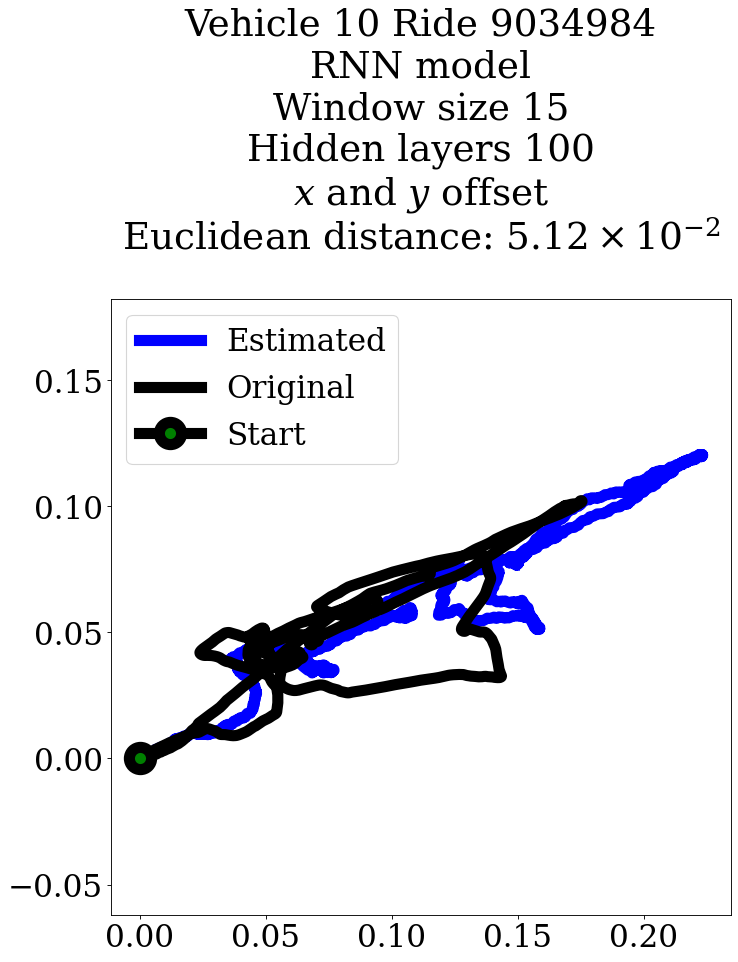 Vehicle 10 Ride 9034984
RNN model
Window size 15
Hidden layers 100
x and y offset
Euclidean distance: 5.12 × 10⁻²
Estimated
Original
Start
0.15
0.10
0.05
0.00
−0.05
0.00 0.05 0.10 0.15 0.20